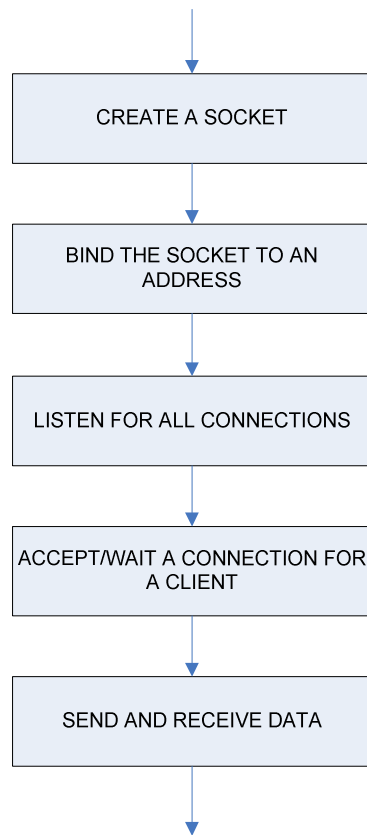 CREATE A SOCKET
BIND THE SOCKET TO AN
ADDRESS
LISTEN FOR ALL CONNECTIONS
ACCEPT/WAIT A CONNECTION FOR
A CLIENT
SEND AND RECEIVE DATA